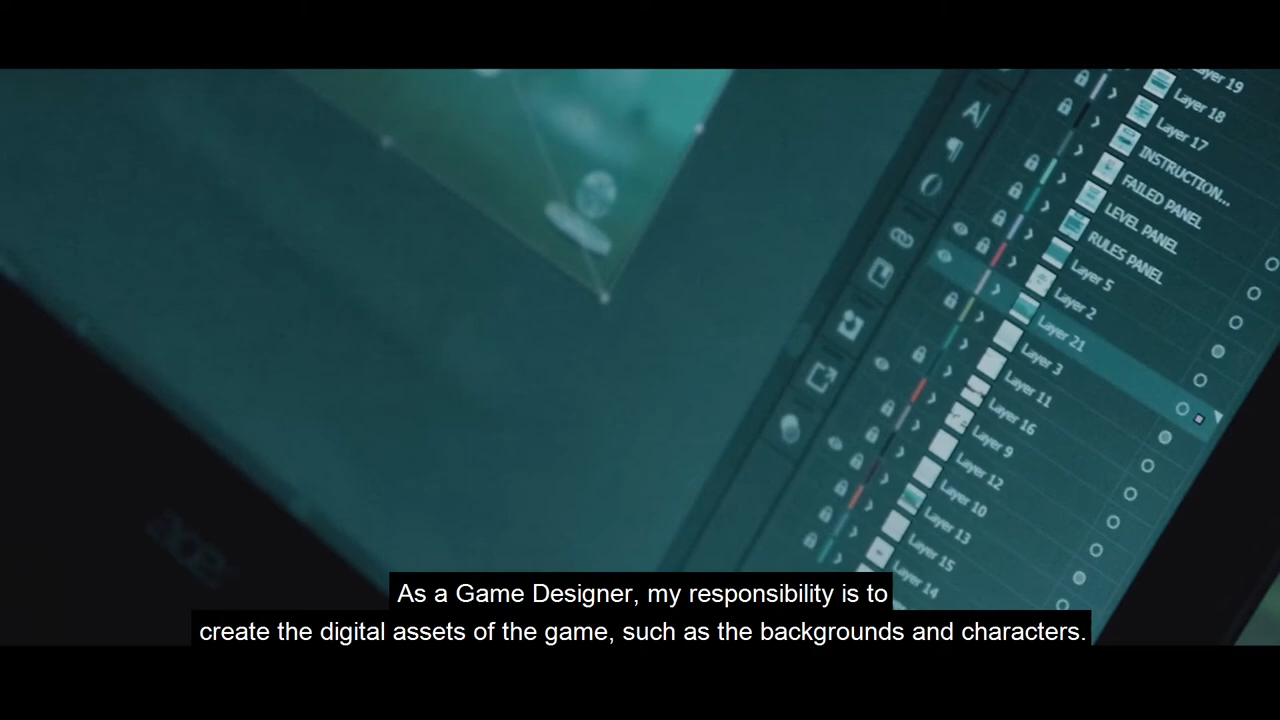 Layer 19
Layer 18
Layer 17
INSTRUCTION...
FAILED PANEL
LEVEL PANEL
RULES PANEL
Layer 5
Layer 2
Layer 21
Layer 3
Layer 11
Layer 16
Layer 9
Layer 12
Layer 10
Layer 13
Layer 15
Layer 14
A
acer
As a Game Designer, my responsibility is to
create the digital assets of the game, such as the backgrounds and characters.